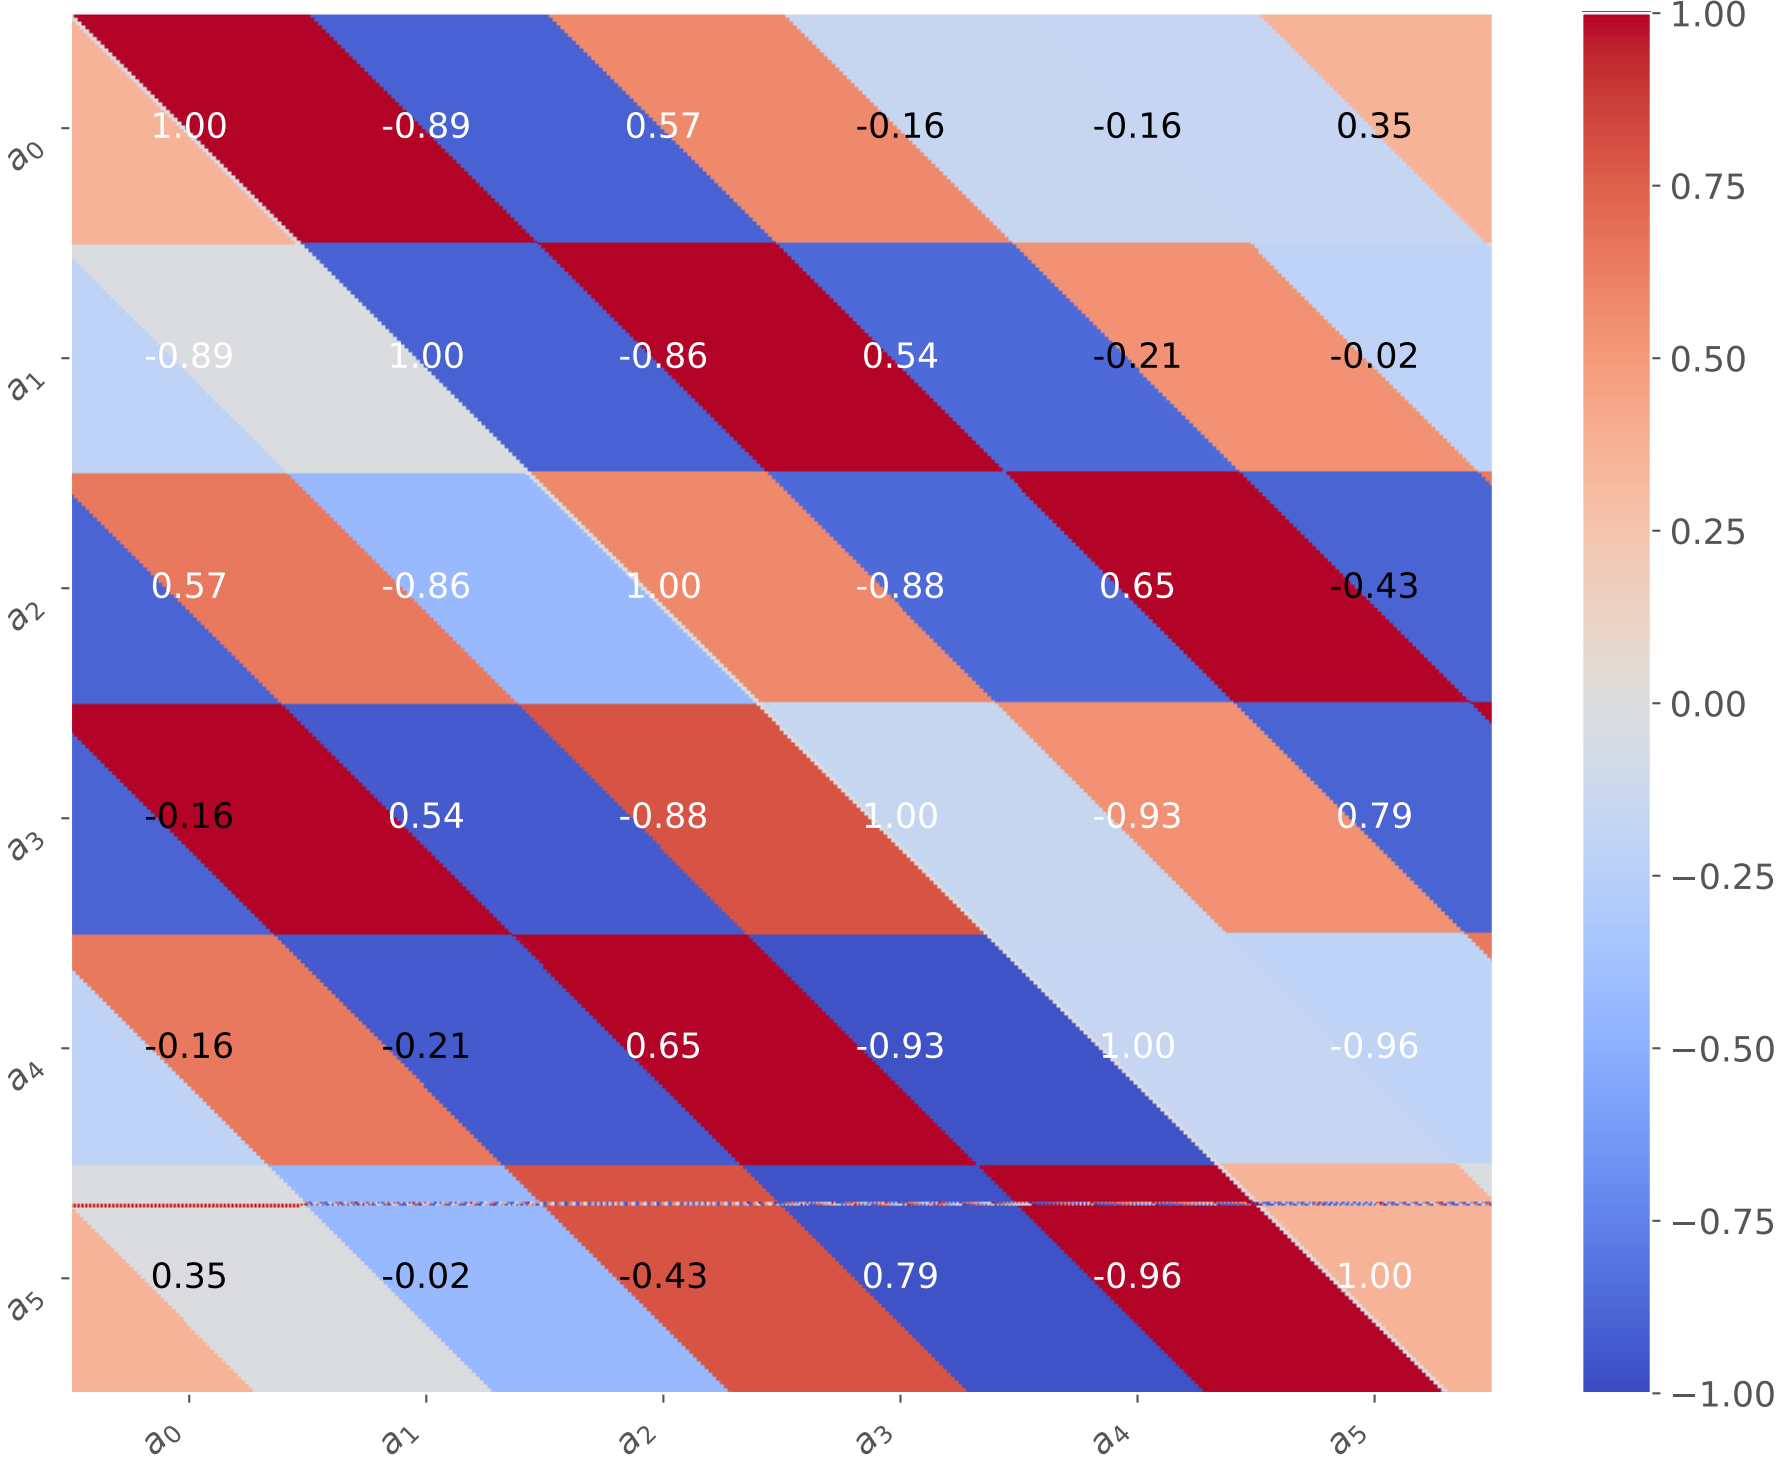 1.00
a0 1.00 -0.89 0.57 -0.16 -0.16 0.35
0.75
a1 -0.89 1.00 -0.86 0.54 -0.21 -0.02
0.50
0.25
a2 0.57 -0.86 1.00 -0.88 0.65 -0.43
0.00
a3 -0.16 0.54 -0.88 1.00 -0.93 0.79
−0.25
a4 -0.16 -0.21 0.65 -0.93 1.00 -0.96
−0.50
−0.75
a5 0.35 -0.02 -0.43 0.79 -0.96 1.00
−1.00
a0 a1 a2 a3 a4 a5